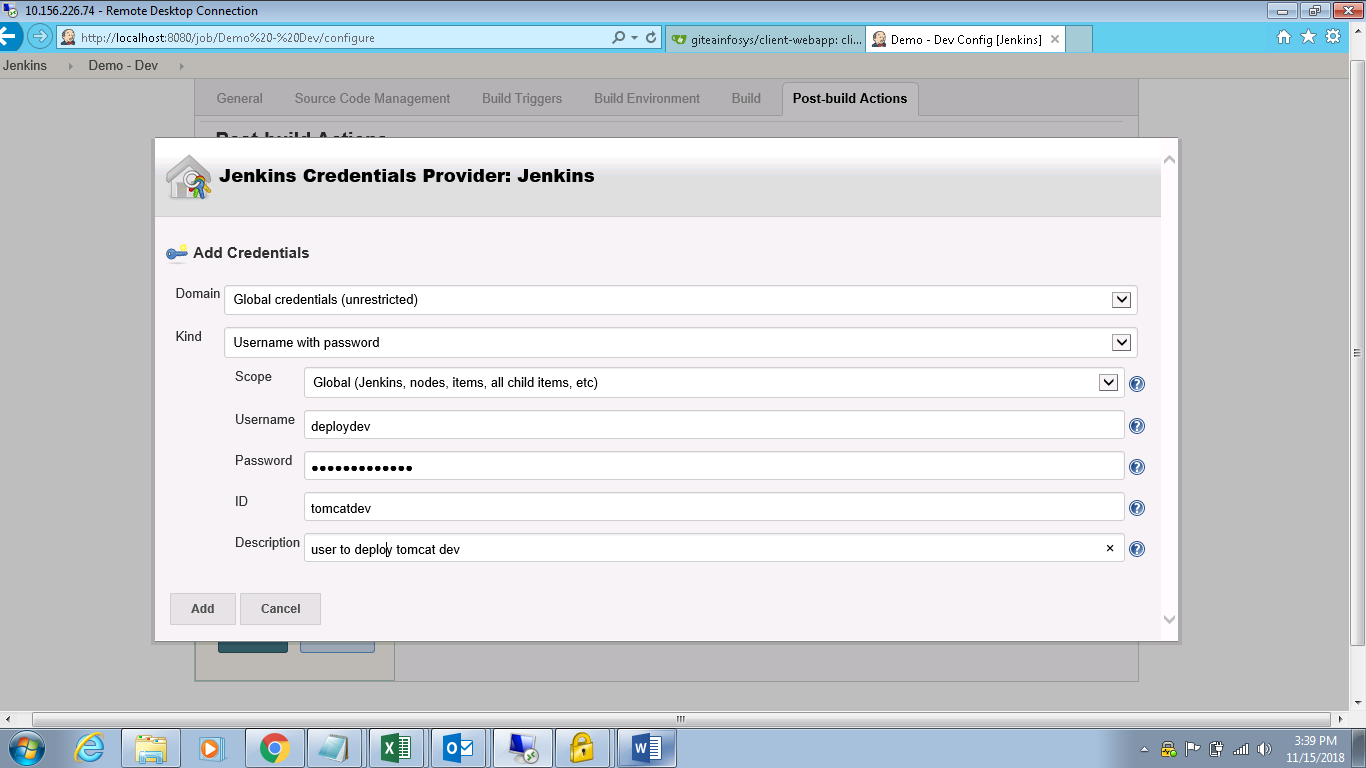 10.156.226.74 - Remote Desktop Connection
http://localhost:8080/job/Demo%20-%20Dev/configure
giteainfosys/client-webapp: cli...
Demo - Dev Config [Jenkins]
Jenkins
Demo - Dev
General
Source Code Management
Build Triggers
Build Environment
Build
Post-build Actions
Post-build Actions
Jenkins Credentials Provider: Jenkins
Add Credentials
Domain
Global credentials (unrestricted)
Kind
Username with password
Scope
Global (Jenkins, nodes, items, all child items, etc)
Username
deploydev
Password
•••••••••••••
ID
tomcatdev
Description
user to deploy tomcat dev
Add
Cancel
3:39 PM
11/15/2018